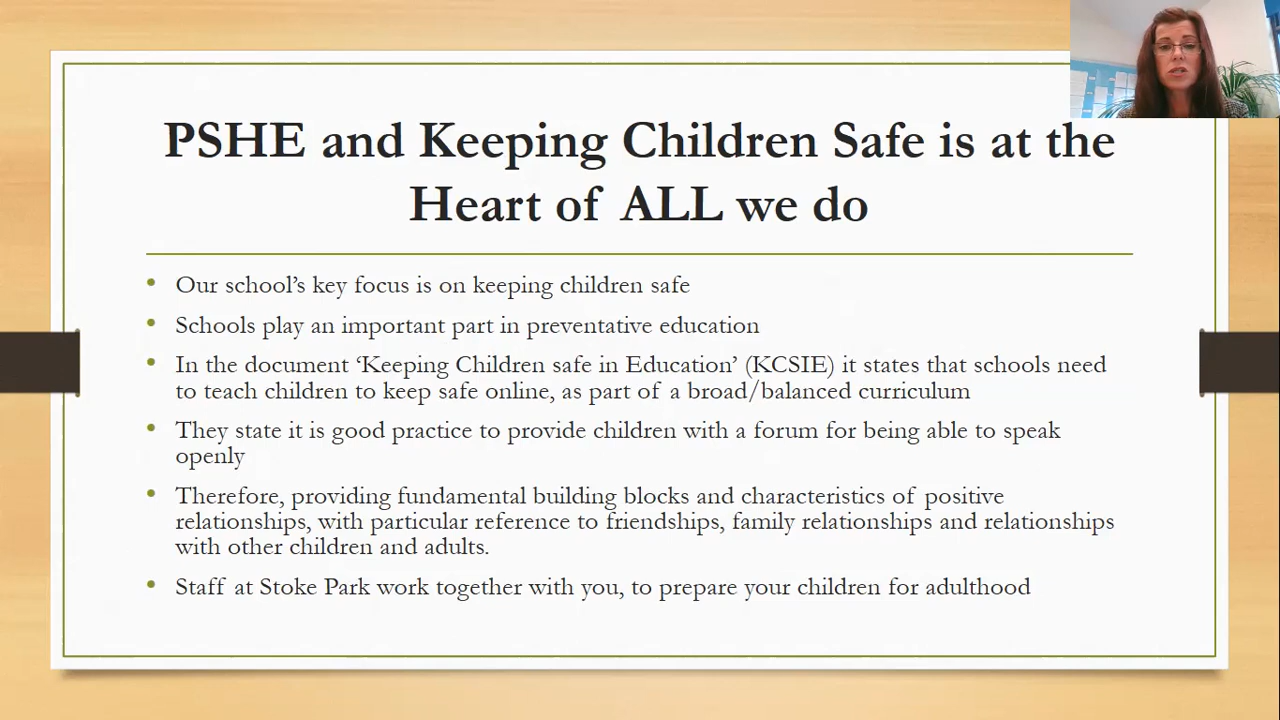 PSHE and Keeping Children Safe is at the
Heart of ALL we do
• Our school’s key focus is on keeping children safe
• Schools play an important part in preventative education
• In the document ‘Keeping Children safe in Education’ (KCSIE) it states that schools need
to teach children to keep safe online, as part of a broad/balanced curriculum
• They state it is good practice to provide children with a forum for being able to speak
openly
• Therefore, providing fundamental building blocks and characteristics of positive
relationships, with particular reference to friendships, family relationships and relationships
with other children and adults.
• Staff at Stoke Park work together with you, to prepare your children for adulthood